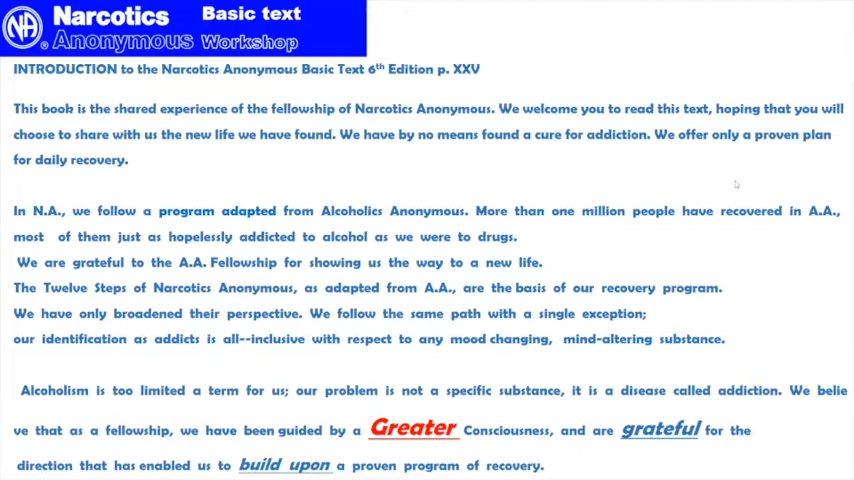 Narcotics Basic text
Anonymous Workshop
INTRODUCTION to the Narcotics Anonymous Basic Text 6th Edition p. XXV
This book is the shared experience of the fellowship of Narcotics Anonymous. We welcome you to read this text, hoping that you will
choose to share with us the new life we have found. We have by no means found a cure for addiction. We offer only a proven plan
for daily recovery.
In N.A., we follow a program adapted from Alcoholics Anonymous. More than one million people have recovered in A.A.,
most of them just as hopelessly addicted to alcohol as we were to drugs.
We are grateful to the A.A. Fellowship for showing us the way to a new life.
The Twelve Steps of Narcotics Anonymous, as adapted from A.A., are the basis of our recovery program.
We have only broadened their perspective. We follow the same path with a single exception;
our identification as addicts is all--inclusive with respect to any mood changing, mind-altering substance.
Alcoholism is too limited a term for us; our problem is not a specific substance, it is a disease called addiction. We belie
ve that as a fellowship, we have been guided by a Greater Consciousness, and are grateful for the
direction that has enabled us to build upon a proven program of recovery.